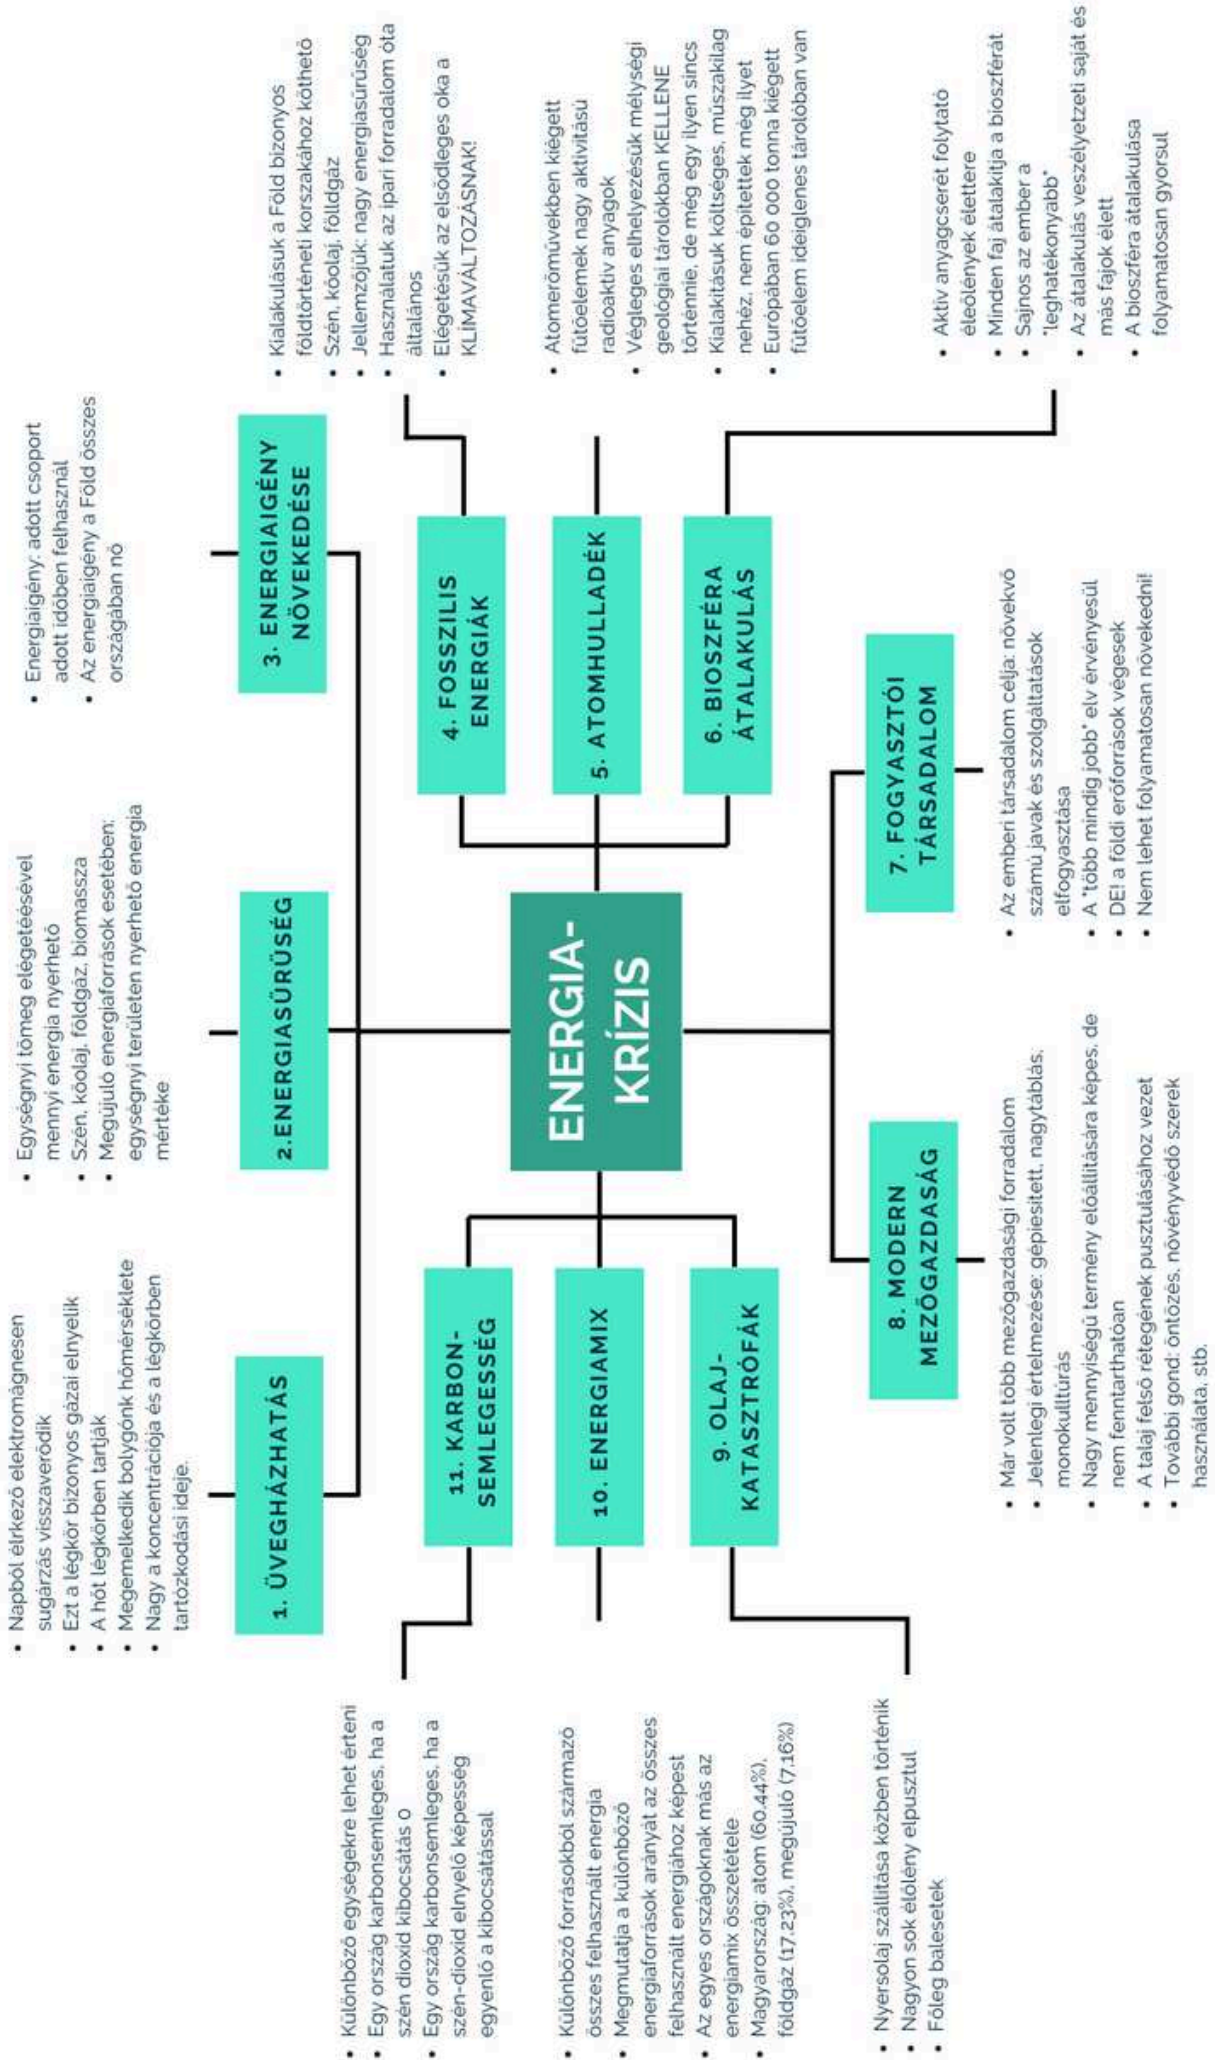 ENERGIA-
KRÍZIS
1. ÜVEGHÁZHATÁS
• Napból élrkező elektromágnesen
sugárzás visszaverődik
• Ezt a légkör bizonyos gázai elnyelik
• A hőt légkörben tartják
• Megemelkedik bolygónk hőmérséklete
• Nagy a koncentrációja és a légkörben
tartózkodási ideje.
2.ENERGIASŰRŰSÉG
• Egységnyi tömeg elégetéésével
mennyi energia nyerhető
• Szén, kőolaj, földgáz, biomassza
• Megújuló energiaforrások esetében:
egységnyi területen nyerhető energia
mértéke
3. ENERGIAIGÉNY
NÖVEKEDÉSE
• Energiaigény: adott csoport
adott időben felhasznál
• Az energiaigény a Föld összes
országában nő
4. FOSSZILIS
ENERGIÁK
• Kialakulásuk a Föld bizonyos
földtörténeti korszakához köthető
• Szén, kőolaj, fölldgáz
• Jellemzőjük: nagy energiasűrűség
• Használatuk az ipari forradalom óta
általános
• Elégetésük az elsődleges oka a
KLÍMAVÁLTOZÁSNAK!
5. ATOMHULLADÉK
• Atomerőművekben kiégett
fűtőelemek nagy aktivitású
radioaktív anyagok
• Végleges elhelyezésük mélységi
geológiai tárolókban KELLENE
történnie, de még egy ilyen sincs
• Kialakításuk költséges, műszakilag
nehéz, nem építettek még ilyet
• Európában 60 000 tonna kiégett
fűtőelem ideiglenes tárolóban van
6. BIOSZFÉRA
ÁTALAKULÁS
• Aktív anyagcserét folytató
éleőlények élettere
• Minden faj átalakítja a bioszférát
• Sajnos az ember a
"leghatékonyabb"
• Az átalakulás veszélyetzeti saját és
más fajok élett
• A bioszféra átalakulása
folyamatosan gyorsul
7. FOGYASZTÓI
TÁRSADALOM
• Az emberi társadalom célja: növekvő
számú javak és szolgáltatások
elfogyasztása
• A "több mindig jobb" elv érvényesül
• DE! a földi erőforrások végesek
• Nem lehet folyamatosan növekedni!
8. MODERN
MEZŐGAZDASÁG
• Már volt több mezőgazdasági forradalom
• Jelenlegi értelmezése: gépiesített, nagytáblás,
monokulltúrás
• Nagy mennyiségű termény előállítására képes, de
nem fenntarthatóan
• A talaj felső rétegének pusztulásához vezet
• További gond: öntözés, növényvédő szerek
használata, stb.
9. OLAJ-
KATASZTRÓFÁK
• Nyersolaj szállítása közben történik
• Nagyon sok élőlény elpusztul
• Főleg balesetek
10. ENERGIAMIX
• Különböző forrásokból származó
összes felhasznált energia
• Megmutatja a különböző
energiaforrások arányát az összes
felhasznált energiához képest
• Az egyes országoknak más az
energiamix összetétele
• Magyarország: atom (60.44%),
földgáz (17.23%), megújuló (7.16%)
11. KARBON-
SEMLEGESSÉG
• Különböző egységekre lehet érteni
• Egy ország karbonsemleges, ha a
szén dioxid kibocsátás 0
• Egy ország karbonsemleges, ha a
szén-dioxid elnyelő képesség
egyenlő a kibocsátással